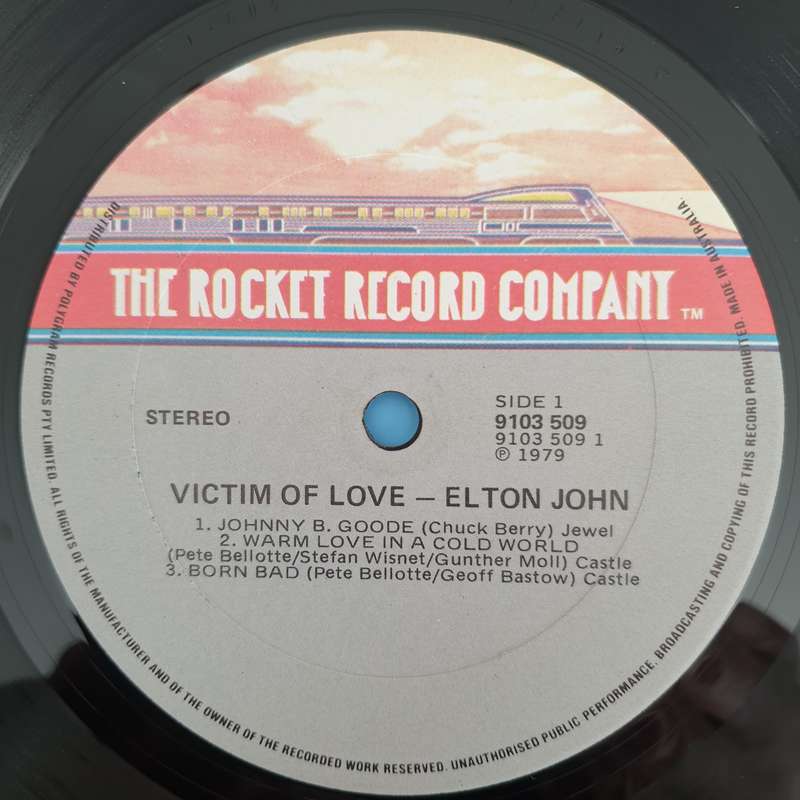 THE ROCKET RECORD COMPANY TM
STEREO
SIDE 1
9103 509
9103 509 1
℗ 1979
VICTIM OF LOVE – ELTON JOHN
1. JOHNNY B. GOODE (Chuck Berry) Jewel
2. WARM LOVE IN A COLD WORLD
(Pete Bellotte/Stefan Wisnet/Gunther Moll) Castle
3. BORN BAD (Pete Bellotte/Geoff Bastow) Castle
DISTRIBUTED BY POLYGRAM RECORDS PTY LIMITED. ALL RIGHTS OF THE MANUFACTURER AND OF THE OWNER OF THE RECORDED WORK RESERVED. UNAUTHORISED PUBLIC PERFORMANCE. BROADCASTING AND COPYING OF THIS RECORD PROHIBITED. MADE IN AUSTRALIA.